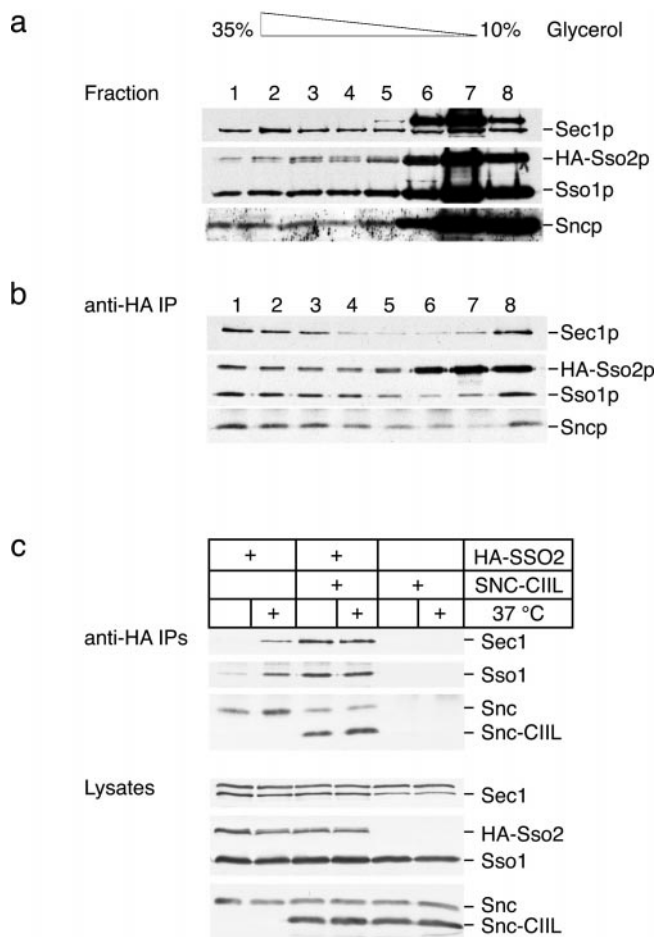 a
35% 10% Glycerol
Fraction 1 2 3 4 5 6 7 8
Sec1p
HA-Sso2p
Sso1p
Sncp
b
anti-HA IP 1 2 3 4 5 6 7 8
Sec1p
HA-Sso2p
Sso1p
Sncp
c
+ + HA-SSO2
+ + SNC-CIIL
+ + + 37 °C
anti-HA IPs
Sec1
Sso1
Snc
Snc-CIIL
Lysates
Sec1
HA-Sso2
Sso1
Snc
Snc-CIIL